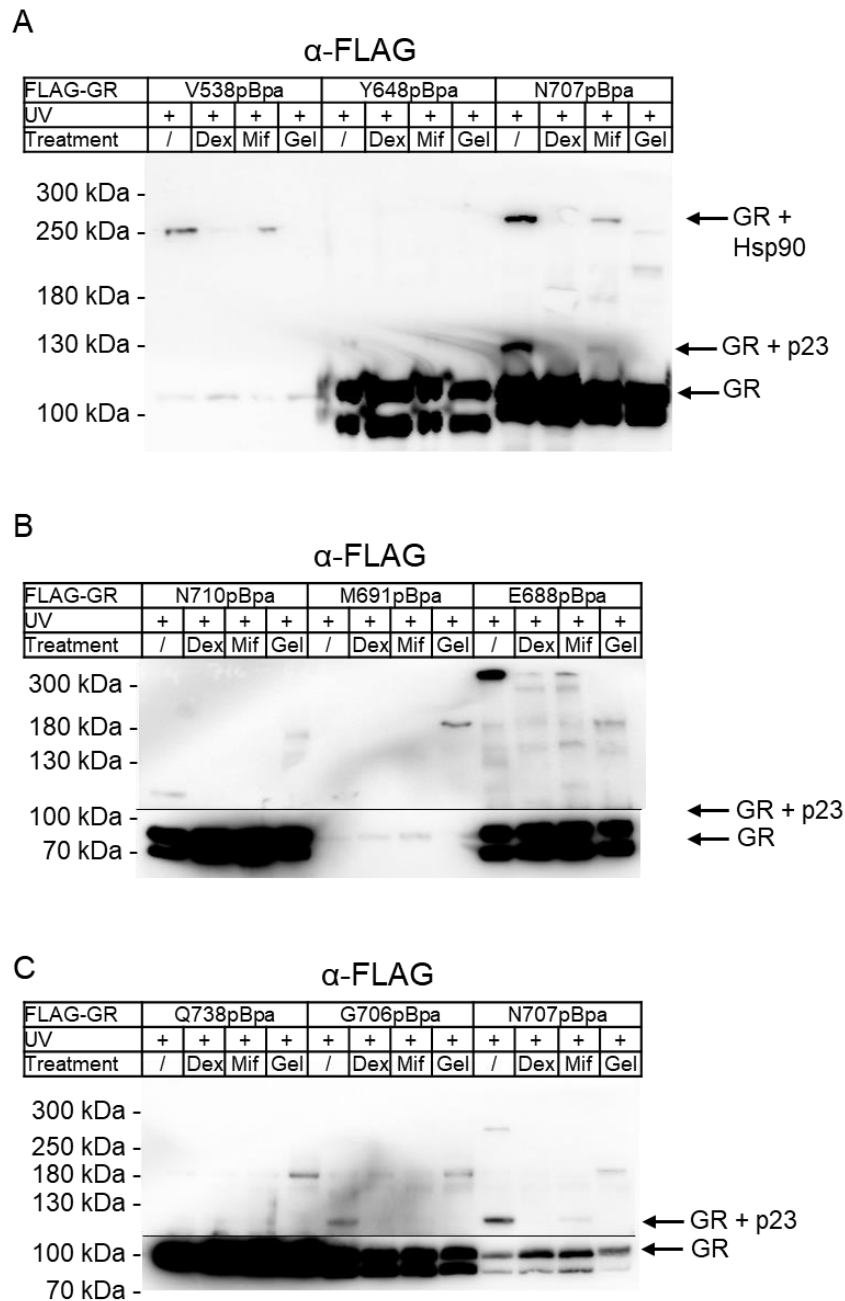 A
α-FLAG
FLAG-GR V538pBpa Y648pBpa N707pBpa
UV + + + + + + + + + + + +
Treatment / Dex Mif Gel / Dex Mif Gel / Dex Mif Gel
300 kDa -
GR +
250 kDa -
Hsp90
180 kDa -
130 kDa -
GR + p23
GR
100 kDa -
B
α-FLAG
FLAG-GR N710pBpa M691pBpa E688pBpa
UV + + + + + + + + + + + +
Treatment / Dex Mif Gel / Dex Mif Gel / Dex Mif Gel
300 kDa -
180 kDa -
130 kDa -
100 kDa -
GR + p23
GR
70 kDa -
C
α-FLAG
FLAG-GR Q738pBpa G706pBpa N707pBpa
UV + + + + + + + + + + + +
Treatment / Dex Mif Gel / Dex Mif Gel / Dex Mif Gel
300 kDa -
250 kDa -
180 kDa -
130 kDa -
GR + p23
100 kDa -
GR
70 kDa -